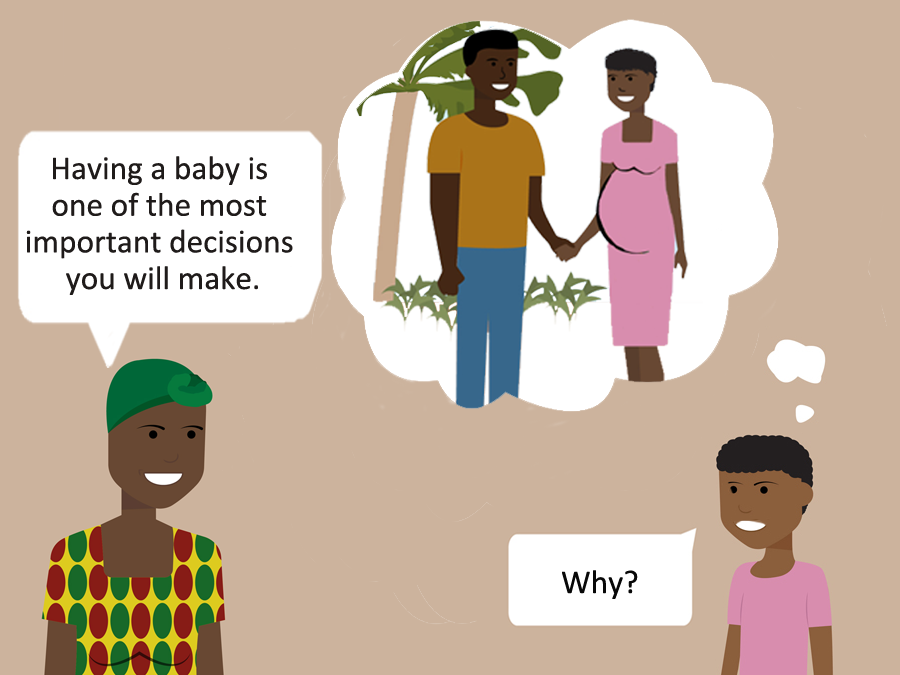 Having a baby is
one of the most
important decisions
you will make.
Why?